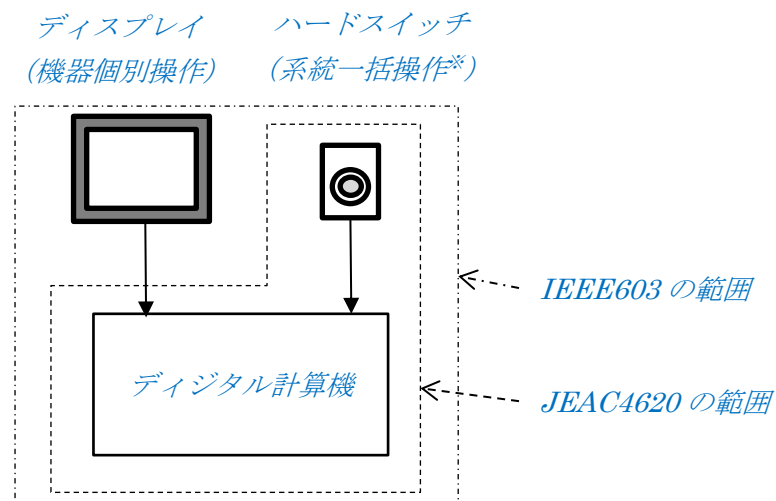 ディスプレイ
(機器個別操作)
ハードスイッチ
(系統一括操作※)
IEEE603 の範囲
ディジタル計算機
JEAC4620 の範囲